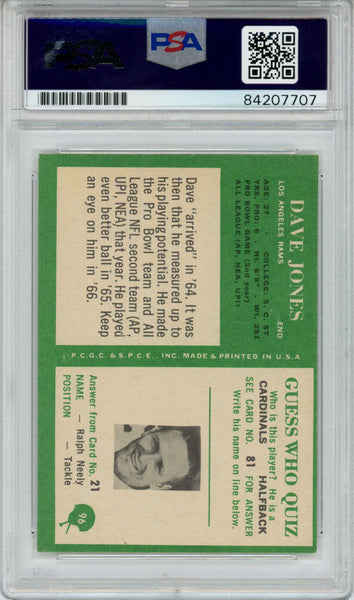 PSA
PSA
84207707
DAVE JONES
END
LOS ANGELES RAMS
AGE: 27 - COLLEGE: S. C. ST.
YRS. PRO: 6 - Ht. 6'5" - Wt. 251
PRO BOWL GAME (2nd year)
ALL LEAGUE (AP, NEA, UPI)
Dave "arrived" in '64. It was
then that he measured up to
his playing potential. He made
the Pro Bowl team and All
League NFL second team (AP,
UPI, NEA) that year. He played
even better ball in '65. Keep
an eye on him in '66.
©P.C.G.C. & S.P.C.E., INC. MADE & PRINTED IN U.S.A
GUESS WHO QUIZ
Who is this player? He is a
CARDINALS HALFBACK
SEE CARD NO. 81 FOR ANSWER
Write his name on line below.
Answer from Card No. 21
NAME — Ralph Neely
POSITION — Tackle
96